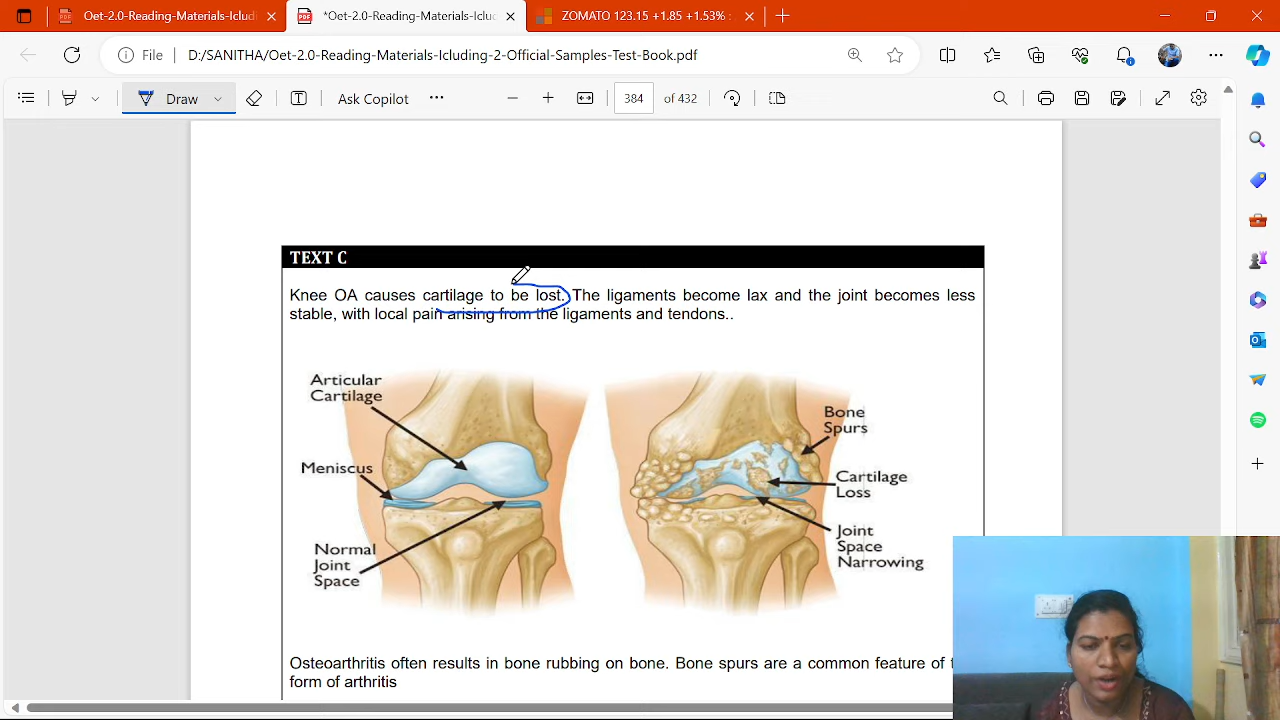 Oet-2.0-Reading-Materials-Icludi
*Oet-2.0-Reading-Materials-Icluc
ZOMATO 123.15 +1.85 +1.53% :
File
D:/SANITHA/Oet-2.0-Reading-Materials-Icluding-2-Official-Samples-Test-Book.pdf
Draw
Ask Copilot
384 of 432
TEXT C
Knee OA causes cartilage to be lost. The ligaments become lax and the joint becomes less
stable, with local pain arising from the ligaments and tendons..
Articular
Cartilage
Meniscus
Normal
Joint
Space
Bone
Spurs
Cartilage
Loss
Joint
Space
Narrowing
Osteoarthritis often results in bone rubbing on bone. Bone spurs are a common feature of
form of arthritis